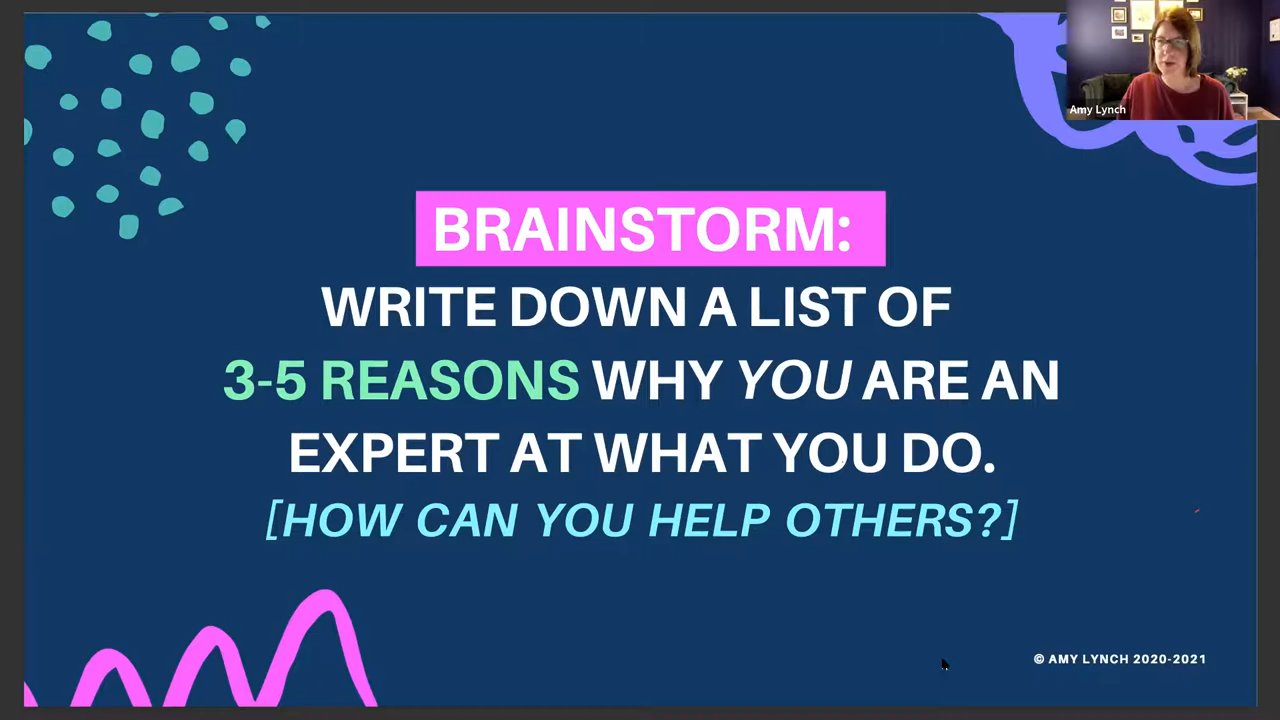 Amy Lynch
BRAINSTORM:
WRITE DOWN A LIST OF
3-5 REASONS WHY YOU ARE AN
EXPERT AT WHAT YOU DO.
[HOW CAN YOU HELP OTHERS?]
© AMY LYNCH 2020-2021